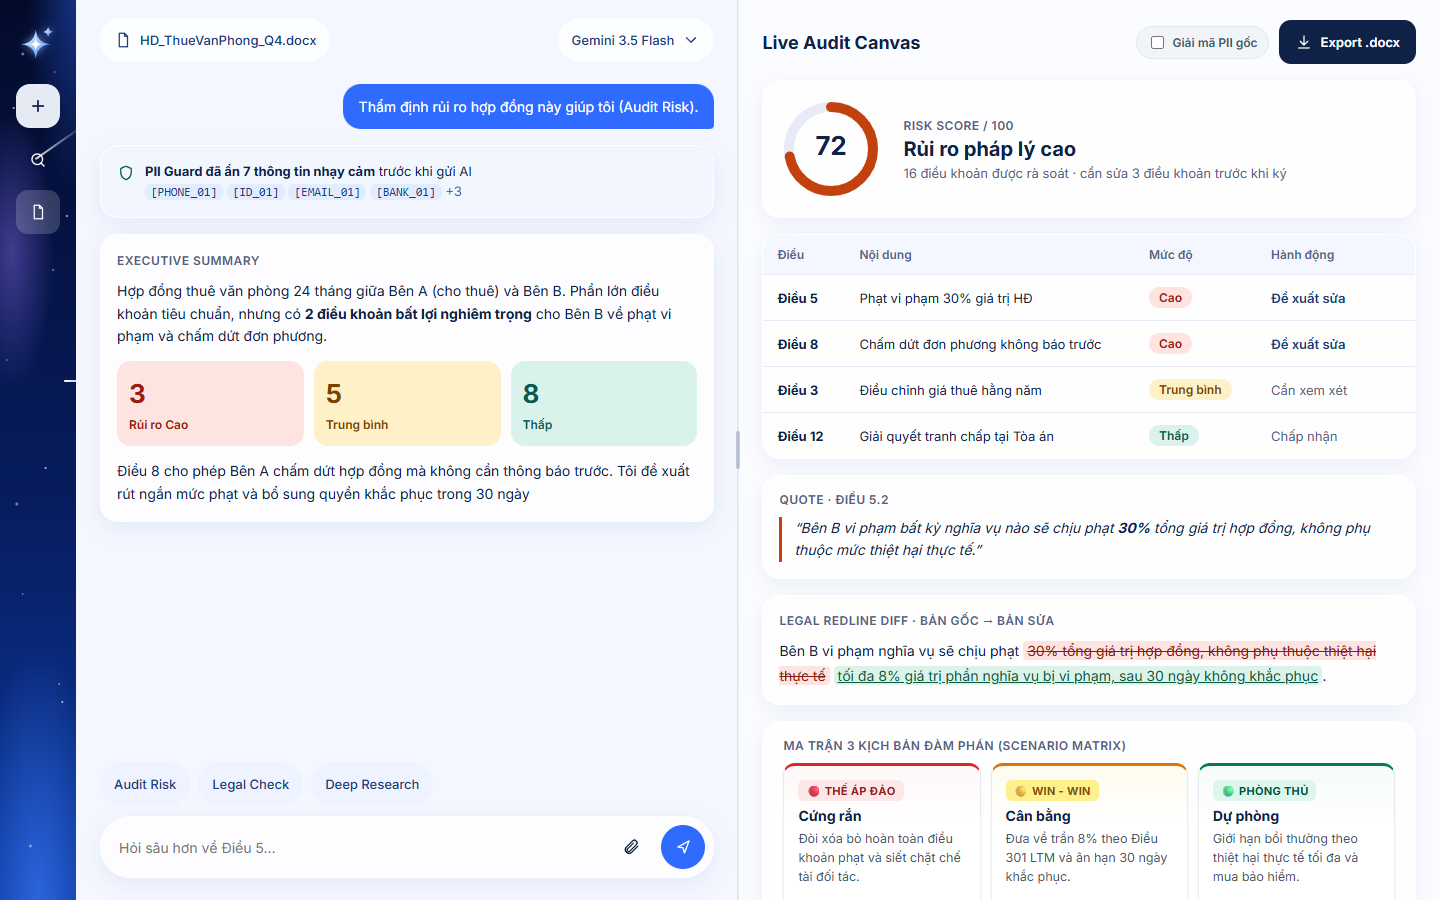 HD_ThueVanPhong_Q4.docx
Gemini 3.5 Flash
Thẩm định rủi ro hợp đồng này giúp tôi (Audit Risk).
PII Guard đã ẩn 7 thông tin nhạy cảm trước khi gửi AI
[PHONE_01] [ID_01] [EMAIL_01] [BANK_01] +3
EXECUTIVE SUMMARY
Hợp đồng thuê văn phòng 24 tháng giữa Bên A (cho thuê) và Bên B. Phần lớn điều
khoản tiêu chuẩn, nhưng có 2 điều khoản bất lợi nghiêm trọng cho Bên B về phạt vi
phạm và chấm dứt đơn phương.
3
Rủi ro Cao
5
Trung bình
8
Thấp
Điều 8 cho phép Bên A chấm dứt hợp đồng mà không cần thông báo trước. Tôi đề xuất
rút ngắn mức phạt và bổ sung quyền khắc phục trong 30 ngày
Audit Risk
Legal Check
Deep Research
Hỏi sâu hơn về Điều 5...
Live Audit Canvas
Giải mã PII gốc
Export .docx
72
RISK SCORE / 100
Rủi ro pháp lý cao
16 điều khoản được rà soát · cần sửa 3 điều khoản trước khi ký
Điều Nội dung Mức độ Hành động
Điều 5 Phạt vi phạm 30% giá trị HĐ Cao Đề xuất sửa
Điều 8 Chấm dứt đơn phương không báo trước Cao Đề xuất sửa
Điều 3 Điều chỉnh giá thuê hằng năm Trung bình Cần xem xét
Điều 12 Giải quyết tranh chấp tại Tòa án Thấp Chấp nhận
QUOTE · ĐIỀU 5.2
“Bên B vi phạm bất kỳ nghĩa vụ nào sẽ chịu phạt 30% tổng giá trị hợp đồng, không phụ
thuộc mức thiệt hại thực tế.”
LEGAL REDLINE DIFF · BẢN GỐC → BẢN SỬA
Bên B vi phạm nghĩa vụ sẽ chịu phạt 30% tổng giá trị hợp đồng, không phụ thuộc thiệt hại
thực tế tối đa 8% giá trị phần nghĩa vụ bị vi phạm, sau 30 ngày không khắc phục .
MA TRẬN 3 KỊCH BẢN ĐÀM PHÁN (SCENARIO MATRIX)
THẾ ÁP ĐẢO
Cứng rắn
Đòi xóa bỏ hoàn toàn điều
khoản phạt và siết chặt chế
tài đối tác.
WIN - WIN
Cân bằng
Đưa về trần 8% theo Điều
301 LTM và ân hạn 30 ngày
khắc phục.
PHÒNG THỦ
Dự phòng
Giới hạn bồi thường theo
thiệt hại thực tế tối đa và
mua bảo hiểm.